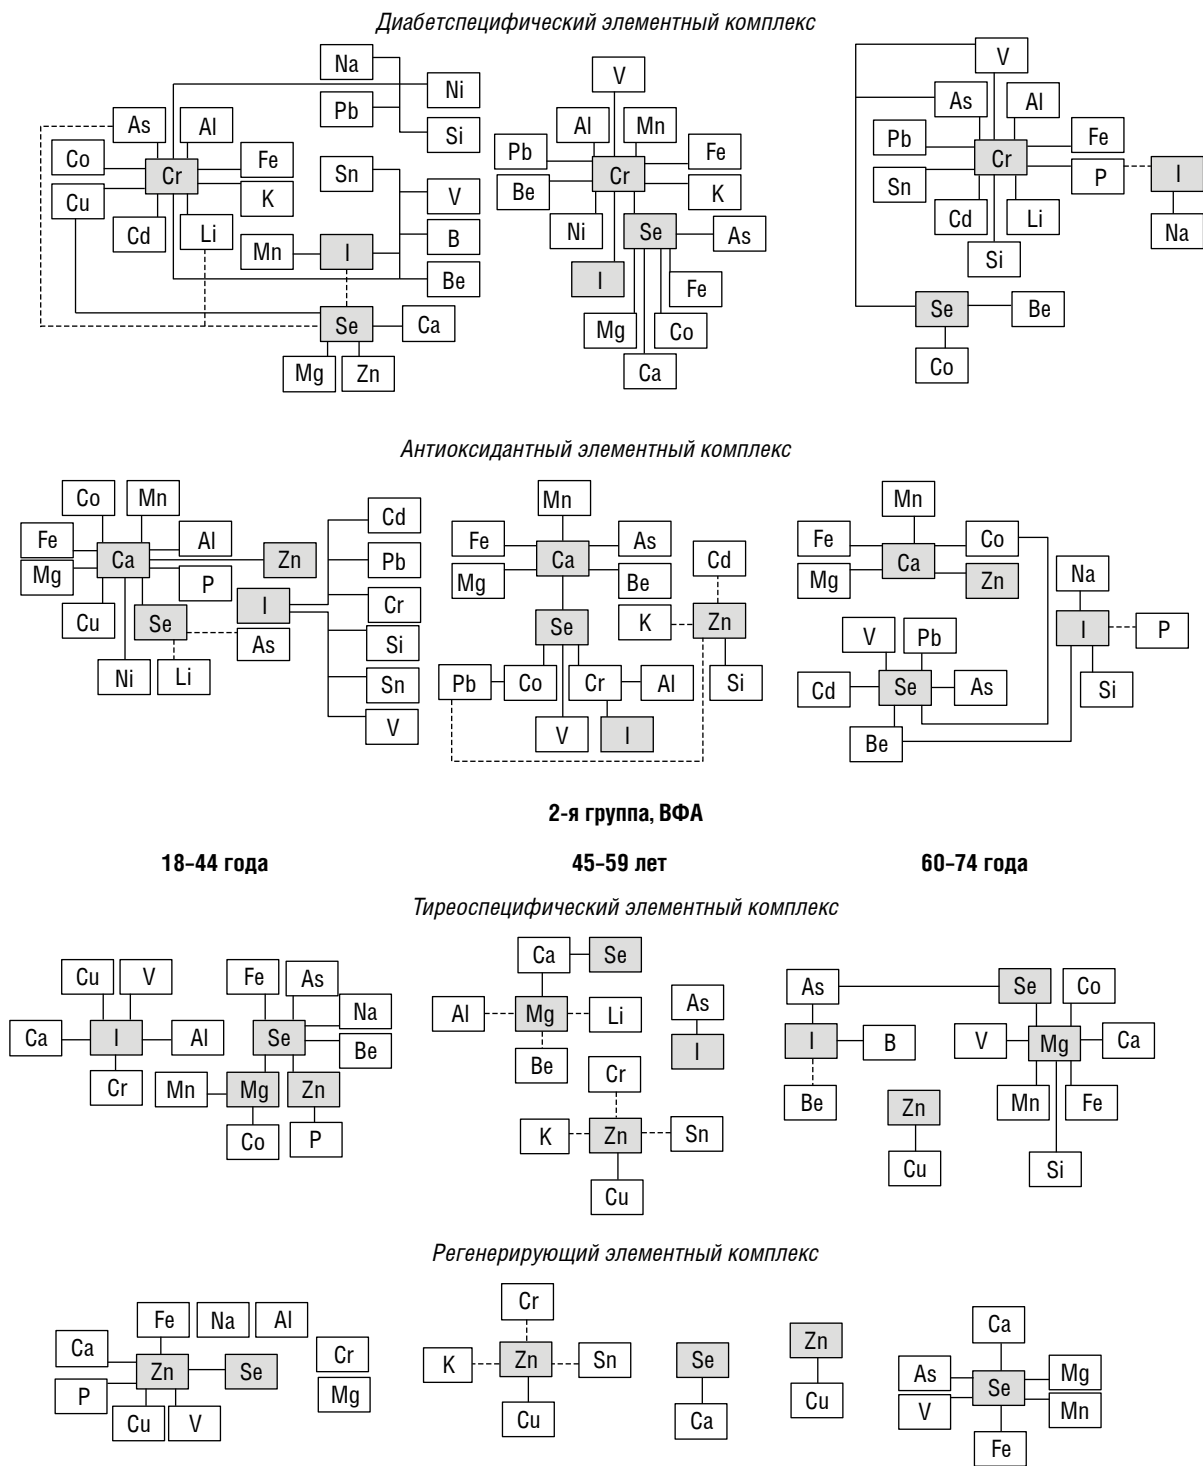 Диабетспецифический элементный комплекс
Na
Ni
Pb
Si
As
Al
Co
Cr
Fe
Cu
K
Cd
Li
Sn
V
B
Mn
I
Be
Se
Ca
Mg
Zn
V
Al
Mn
Pb
Cr
Fe
Be
K
Ni
Se
As
I
Fe
Mg
Co
Ca
V
As
Al
Pb
Cr
Fe
P
I
Sn
Cd
Li
Na
Si
Se
Be
Co
Антиоксидантный элементный комплекс
Co
Mn
Fe
Ca
Al
Zn
Mg
P
Cu
Se
I
As
Ni
Li
Cd
Pb
Cr
Si
Sn
V
Mn
Fe
Ca
As
Mg
Be
Cd
Se
K
Zn
Pb
Co
Cr
Al
Si
V
I
Mn
Fe
Co
Ca
Mg
Zn
Na
V
Pb
I
P
Cd
Se
As
Si
Be
2-я группа, ВФА
18–44 года
45–59 лет
60–74 года
Тиреоспецифический элементный комплекс
Cu
V
Fe
As
Na
Ca
I
Al
Se
Be
Cr
Mn
Mg
Zn
Co
P
Ca
Se
Al
Mg
Li
As
Be
I
Cr
K
Zn
Sn
Cu
As
Se
Co
I
B
V
Mg
Ca
Be
Zn
Mn
Fe
Cu
Si
Регенерирующий элементный комплекс
Fe
Na
Al
Ca
Zn
Se
Cr
P
Mg
Cu
V
Cr
K
Zn
Sn
Cu
Se
Ca
Zn
Cu
Ca
As
Se
Mg
V
Mn
Fe